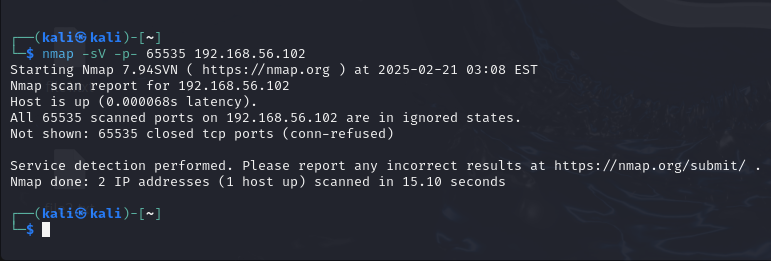 ┌──(kali㉿kali)-[~]
└─$ nmap -sV -p- 65535 192.168.56.102
Starting Nmap 7.94SVN ( https://nmap.org ) at 2025-02-21 03:08 EST
Nmap scan report for 192.168.56.102
Host is up (0.000068s latency).
All 65535 scanned ports on 192.168.56.102 are in ignored states.
Not shown: 65535 closed tcp ports (conn-refused)

Service detection performed. Please report any incorrect results at https://nmap.org/submit/ .
Nmap done: 2 IP addresses (1 host up) scanned in 15.10 seconds

┌──(kali㉿kali)-[~]
└─$